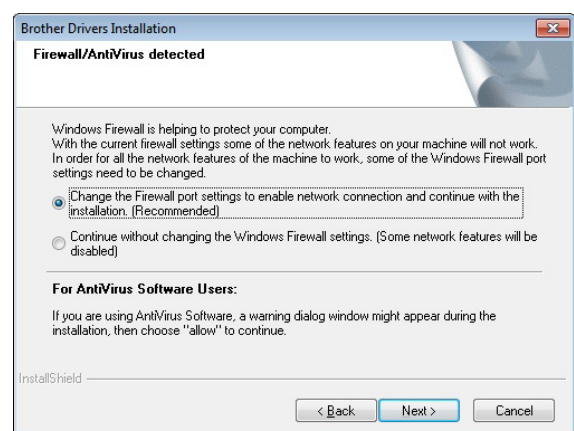 Brother Drivers Installation
Firewall/AntiVirus detected
Windows Firewall is helping to protect your computer.
With the current firewall settings some of the network features on your machine will not work.
In order for all the network features of the machine to work, some of the Windows Firewall port
settings need to be changed.
Change the Firewall port settings to enable network connection and continue with the
installation. (Recommended)
Continue without changing the Windows Firewall settings. (Some network features will be
disabled)
For AntiVirus Software Users:
If you are using AntiVirus Software, a warning dialog window might appear during the
installation, then choose "allow" to continue.
InstallShield
< Back Next > Cancel